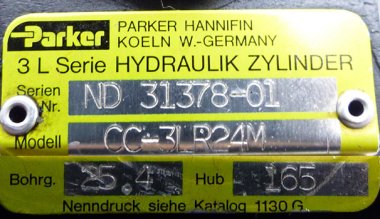 Parker PARKER HANNIFIN
KOELN W.-GERMANY
3 L Serie HYDRAULIK ZYLINDER
Serien Nr. ND 31378-01
Modell CC-3LR24M
Bohrg. 25.4 Hub 165
Nenndruck siehe Katalog 1130 G.